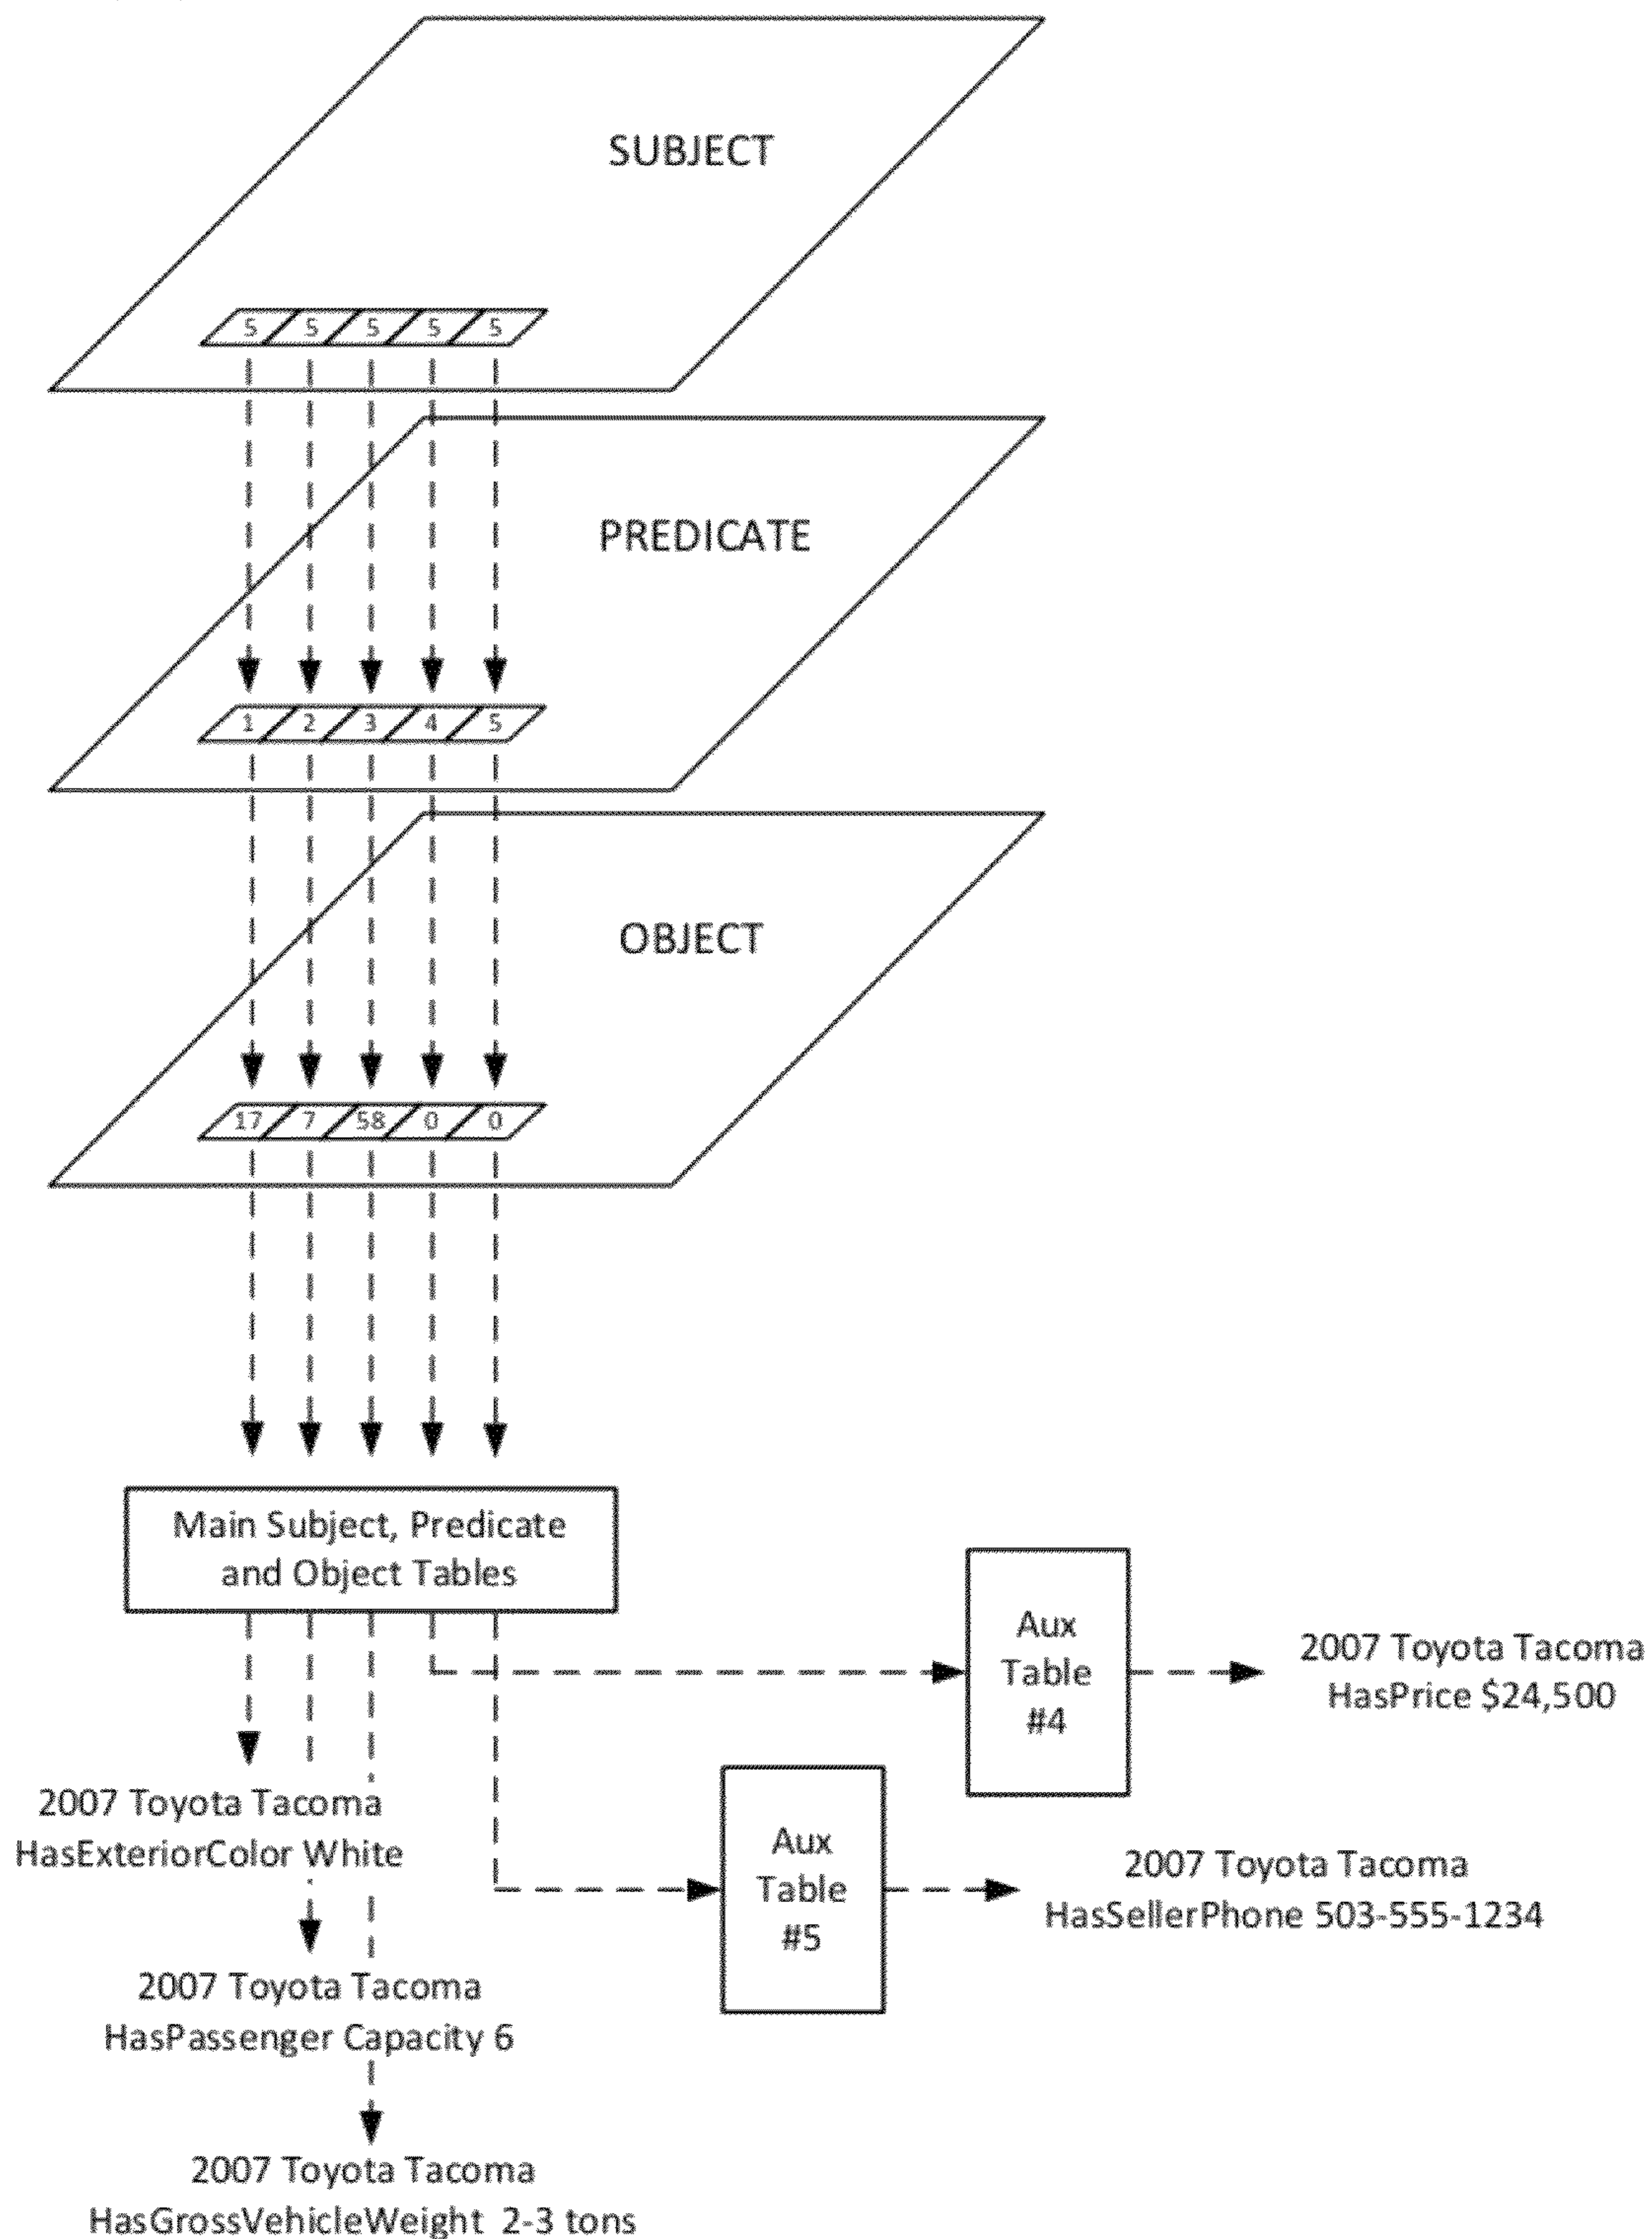 SUBJECT
5 5 5 5 5
PREDICATE
1 2 3 4 5
OBJECT
17 7 58 0 0
Main Subject, Predicate
and Object Tables
Aux
Table
#4
2007 Toyota Tacoma
HasPrice $24,500
2007 Toyota Tacoma
HasExteriorColor White
Aux
Table
#5
2007 Toyota Tacoma
HasSellerPhone 503-555-1234
2007 Toyota Tacoma
HasPassenger Capacity 6
2007 Toyota Tacoma
HasGrossVehicleWeight 2-3 tons